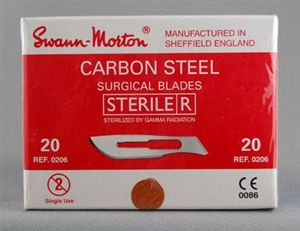 Swann-Morton®
MANUFACTURED IN
SHEFFIELD ENGLAND
CARBON STEEL
SURGICAL BLADES
STERILE R
STERILIZED BY GAMMA RADIATION
20
REF. 0206
20
REF. 0206
2
Single Use
CE
0086